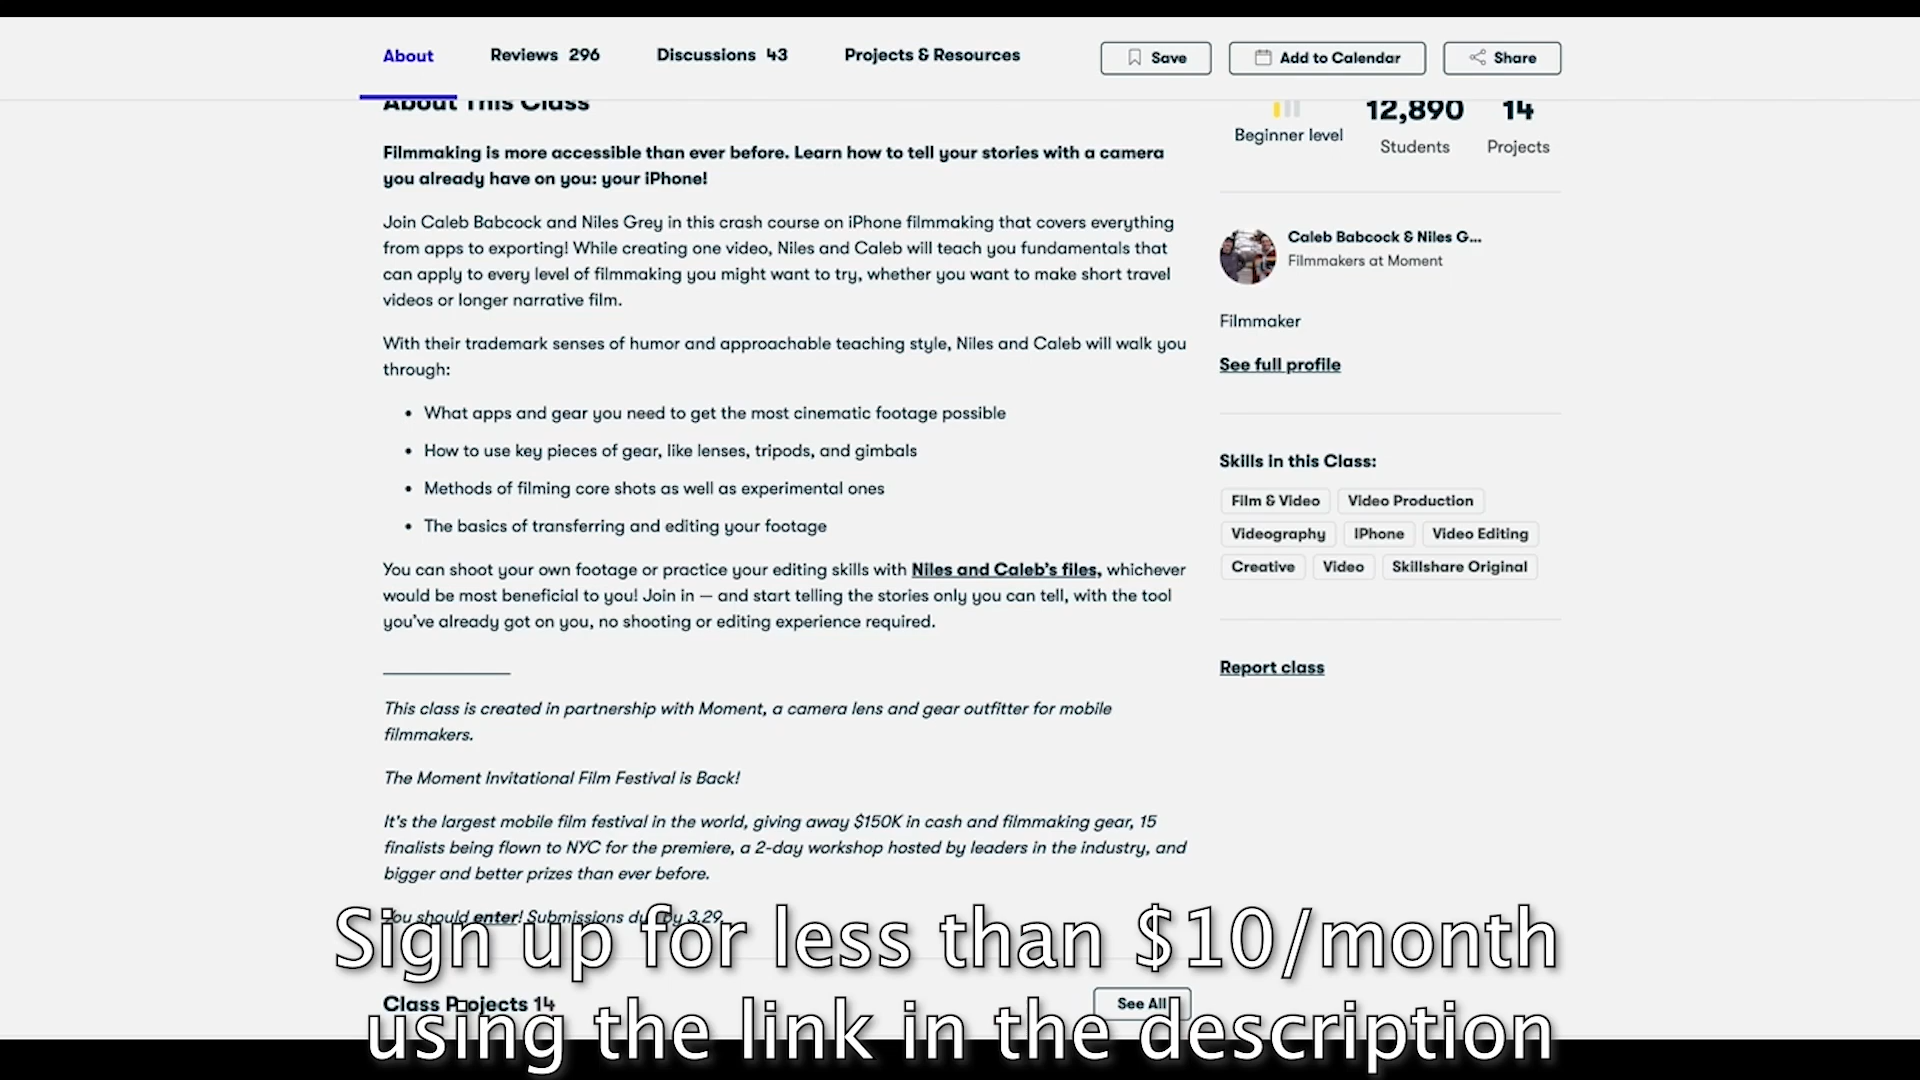 About
Reviews 296
Discussions 43
Projects & Resources
Save
Add to Calendar
Share
About This Class
Filmmaking is more accessible than ever before. Learn how to tell your stories with a camera
you already have on you: your iPhone!
Join Caleb Babcock and Niles Grey in this crash course on iPhone filmmaking that covers everything
from apps to exporting! While creating one video, Niles and Caleb will teach you fundamentals that
can apply to every level of filmmaking you might want to try, whether you want to make short travel
videos or longer narrative film.
With their trademark senses of humor and approachable teaching style, Niles and Caleb will walk you
through:
• What apps and gear you need to get the most cinematic footage possible
• How to use key pieces of gear, like lenses, tripods, and gimbals
• Methods of filming core shots as well as experimental ones
• The basics of transferring and editing your footage
You can shoot your own footage or practice your editing skills with Niles and Caleb's files, whichever
would be most beneficial to you! Join in — and start telling the stories only you can tell, with the tool
you've already got on you, no shooting or editing experience required.
This class is created in partnership with Moment, a camera lens and gear outfitter for mobile
filmmakers.
The Moment Invitational Film Festival is Back!
It's the largest mobile film festival in the world, giving away $150K in cash and filmmaking gear, 15
finalists being flown to NYC for the premiere, a 2-day workshop hosted by leaders in the industry, and
bigger and better prizes than ever before.
You should enter! Submissions due by 3.29.
Class Projects 14
See All
Beginner level
12,890
Students
14
Projects
Caleb Babcock & Niles G...
Filmmakers at Moment
Filmmaker
See full profile
Skills in this Class:
Film & Video
Video Production
Videography
IPhone
Video Editing
Creative
Video
Skillshare Original
Report class
Sign up for less than $10/month
using the link in the description